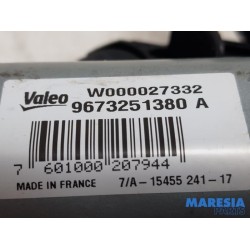 Valeo W000027332
9673251380 A
7 601000 207944
MADE IN FRANCE 7/A-15455 241-17
MARESIA